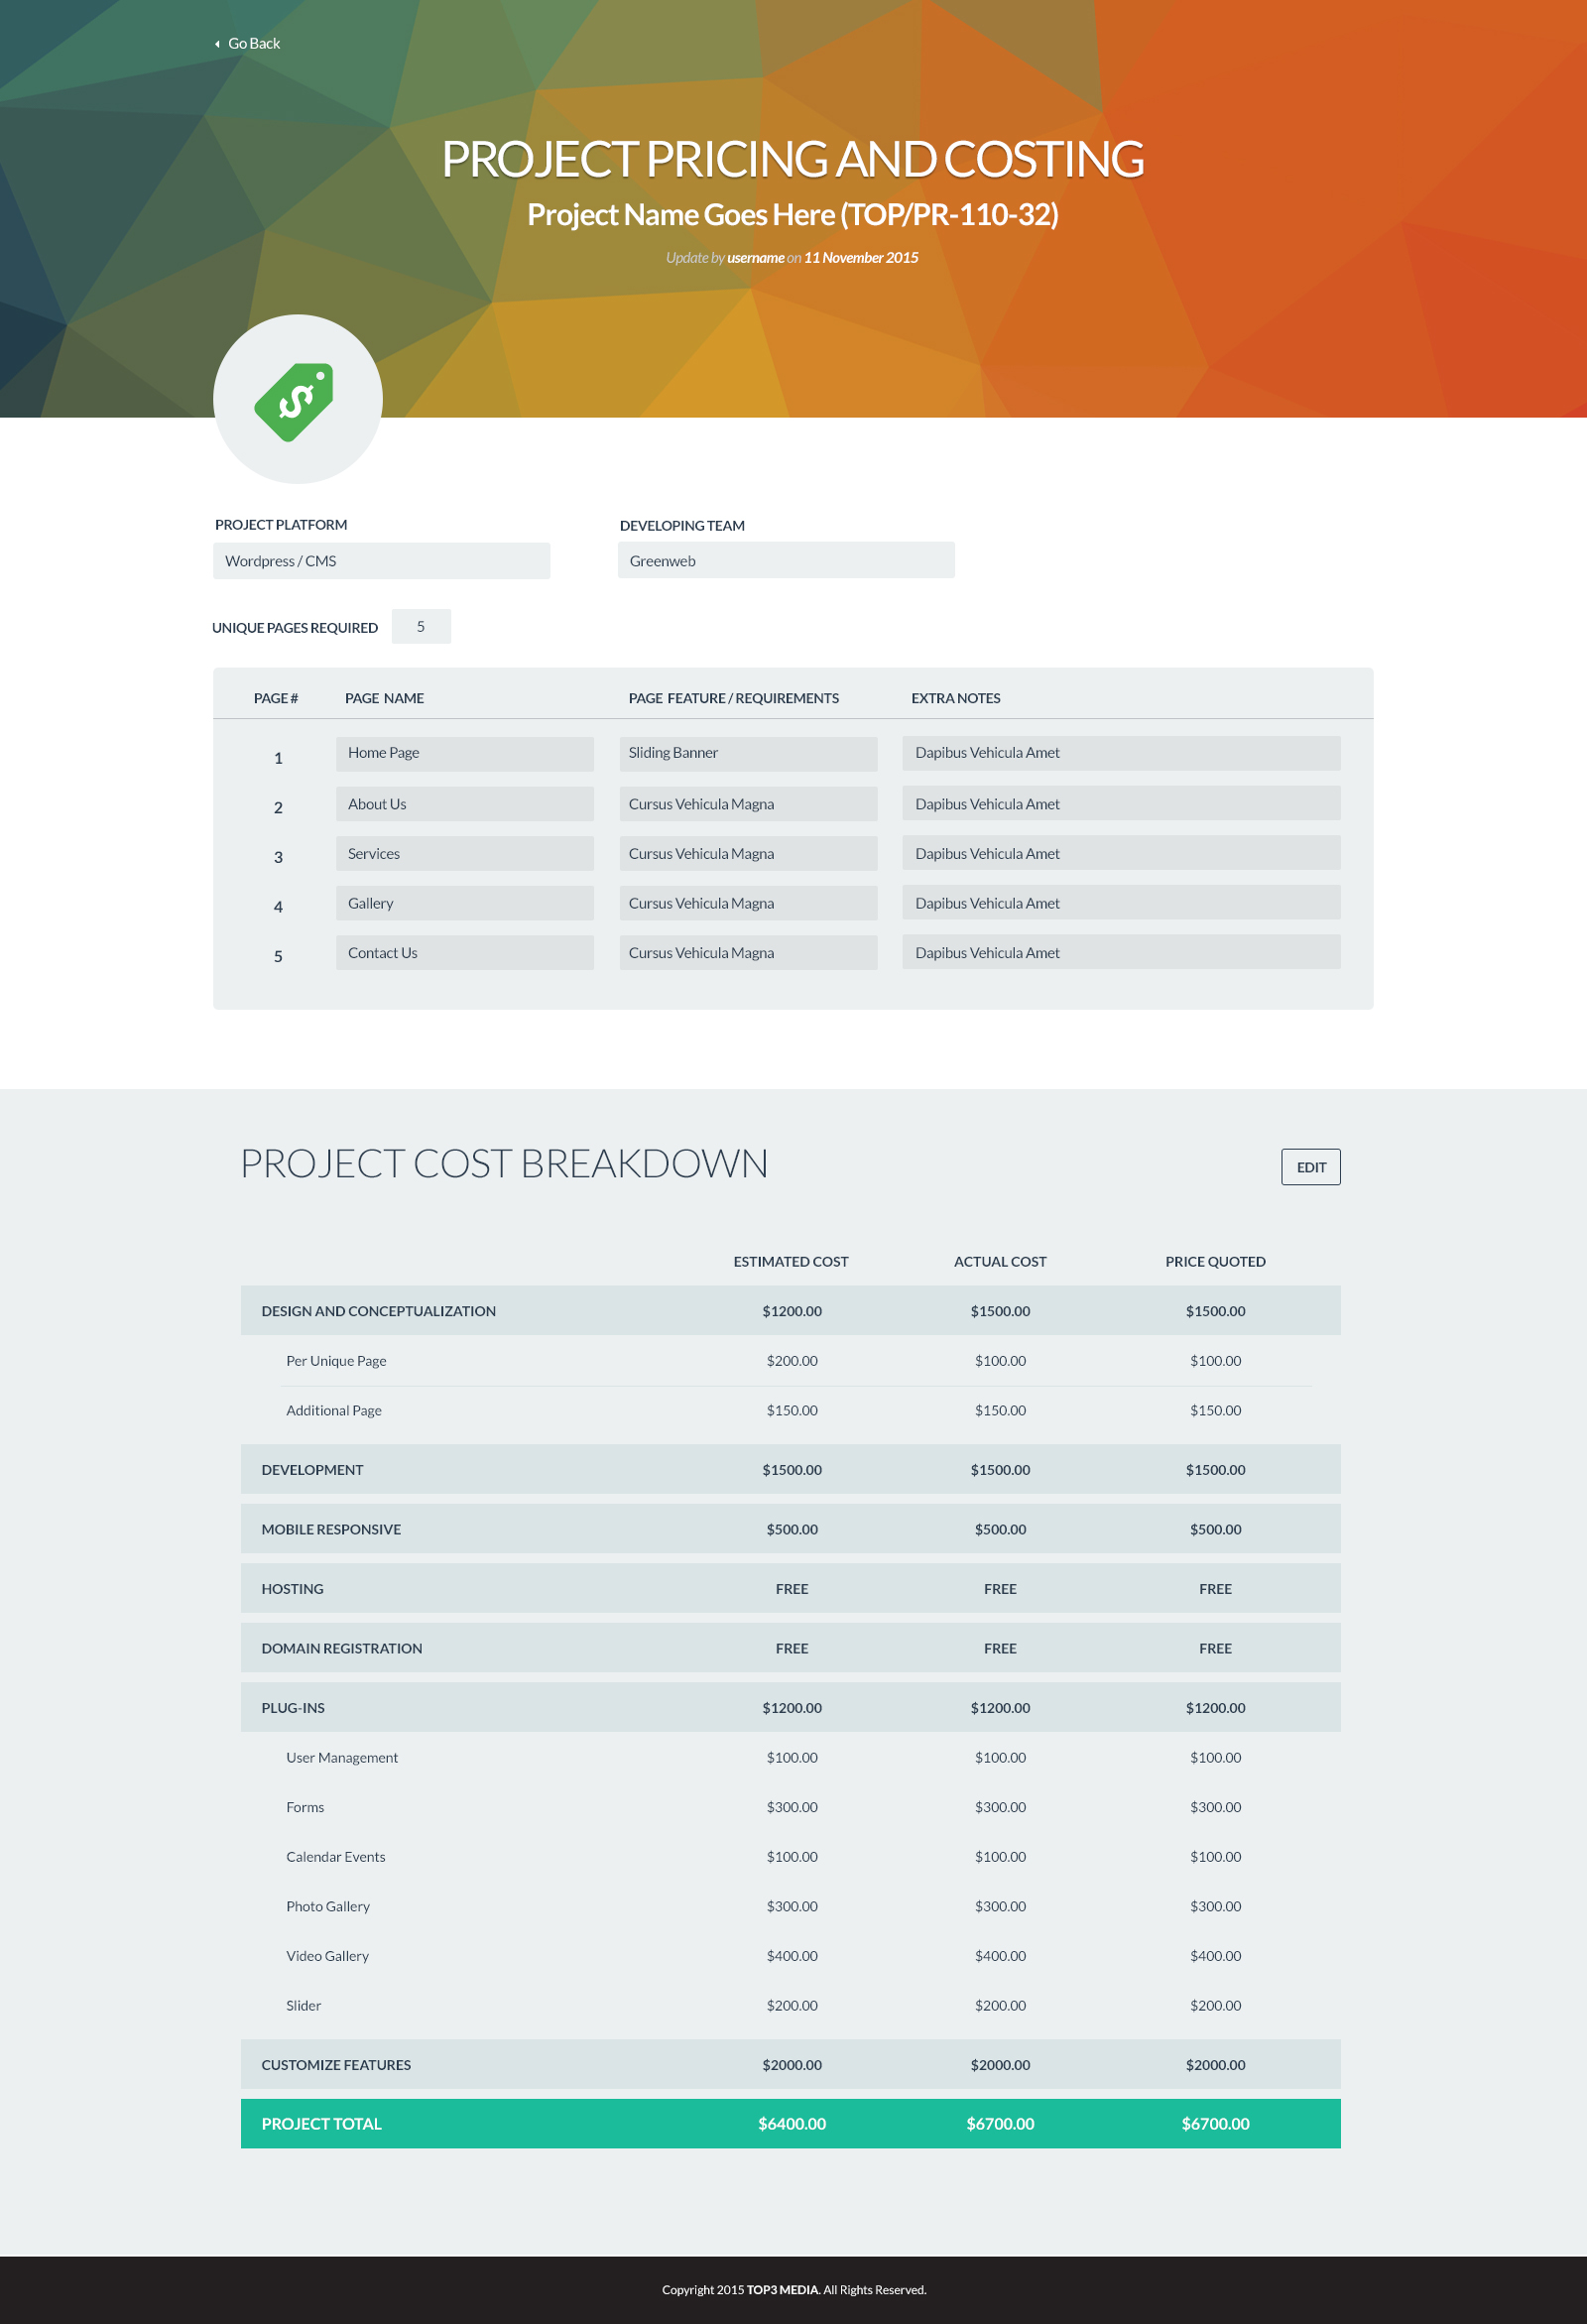 Go Back
PROJECT PRICING AND COSTING
Project Name Goes Here (TOP/PR-110-32)
Update by username on 11 November 2015
$
PROJECT PLATFORM DEVELOPING TEAM
Wordpress / CMS Greenweb
UNIQUE PAGES REQUIRED 5
PAGE # PAGE NAME PAGE FEATURE / REQUIREMENTS EXTRA NOTES
1 Home Page Sliding Banner Dapibus Vehicula Amet
2 About Us Cursus Vehicula Magna Dapibus Vehicula Amet
3 Services Cursus Vehicula Magna Dapibus Vehicula Amet
4 Gallery Cursus Vehicula Magna Dapibus Vehicula Amet
5 Contact Us Cursus Vehicula Magna Dapibus Vehicula Amet
PROJECT COST BREAKDOWN EDIT
ESTIMATED COST ACTUAL COST PRICE QUOTED
DESIGN AND CONCEPTUALIZATION $1200.00 $1500.00 $1500.00
Per Unique Page $200.00 $100.00 $100.00
Additional Page $150.00 $150.00 $150.00
DEVELOPMENT $1500.00 $1500.00 $1500.00
MOBILE RESPONSIVE $500.00 $500.00 $500.00
HOSTING FREE FREE FREE
DOMAIN REGISTRATION FREE FREE FREE
PLUG-INS $1200.00 $1200.00 $1200.00
User Management $100.00 $100.00 $100.00
Forms $300.00 $300.00 $300.00
Calendar Events $100.00 $100.00 $100.00
Photo Gallery $300.00 $300.00 $300.00
Video Gallery $400.00 $400.00 $400.00
Slider $200.00 $200.00 $200.00
CUSTOMIZE FEATURES $2000.00 $2000.00 $2000.00
PROJECT TOTAL $6400.00 $6700.00 $6700.00
Copyright 2015 TOP3 MEDIA. All Rights Reserved.